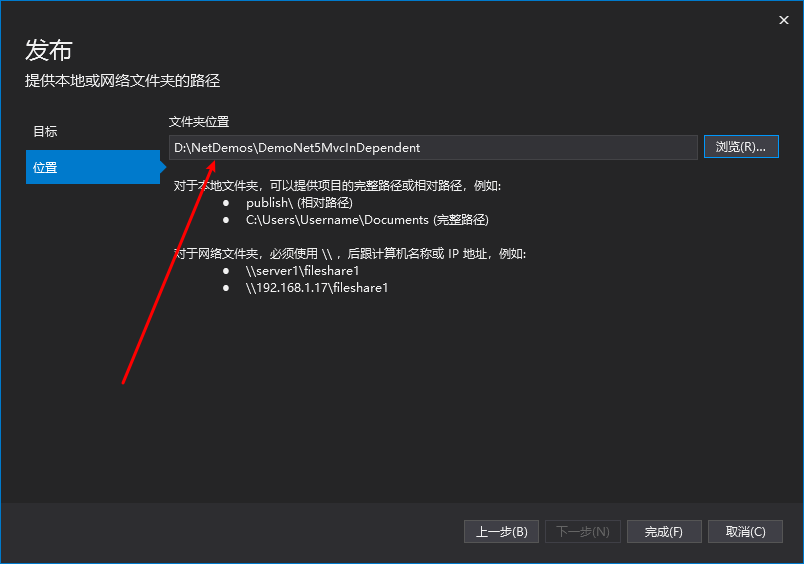 发布
提供本地或网络文件夹的路径
目标
位置
文件夹位置
D:\NetDemos\DemoNet5MvcInDependent
浏览(R)...
对于本地文件夹，可以提供项目的完整路径或相对路径，例如:
● publish\ (相对路径)
● C:\Users\Username\Documents (完整路径)
对于网络文件夹，必须使用 \\ ，后跟计算机名称或 IP 地址，例如:
● \\server1\fileshare1
● \\192.168.1.17\fileshare1
上一步(B) 下一步(N) 完成(F) 取消(C)